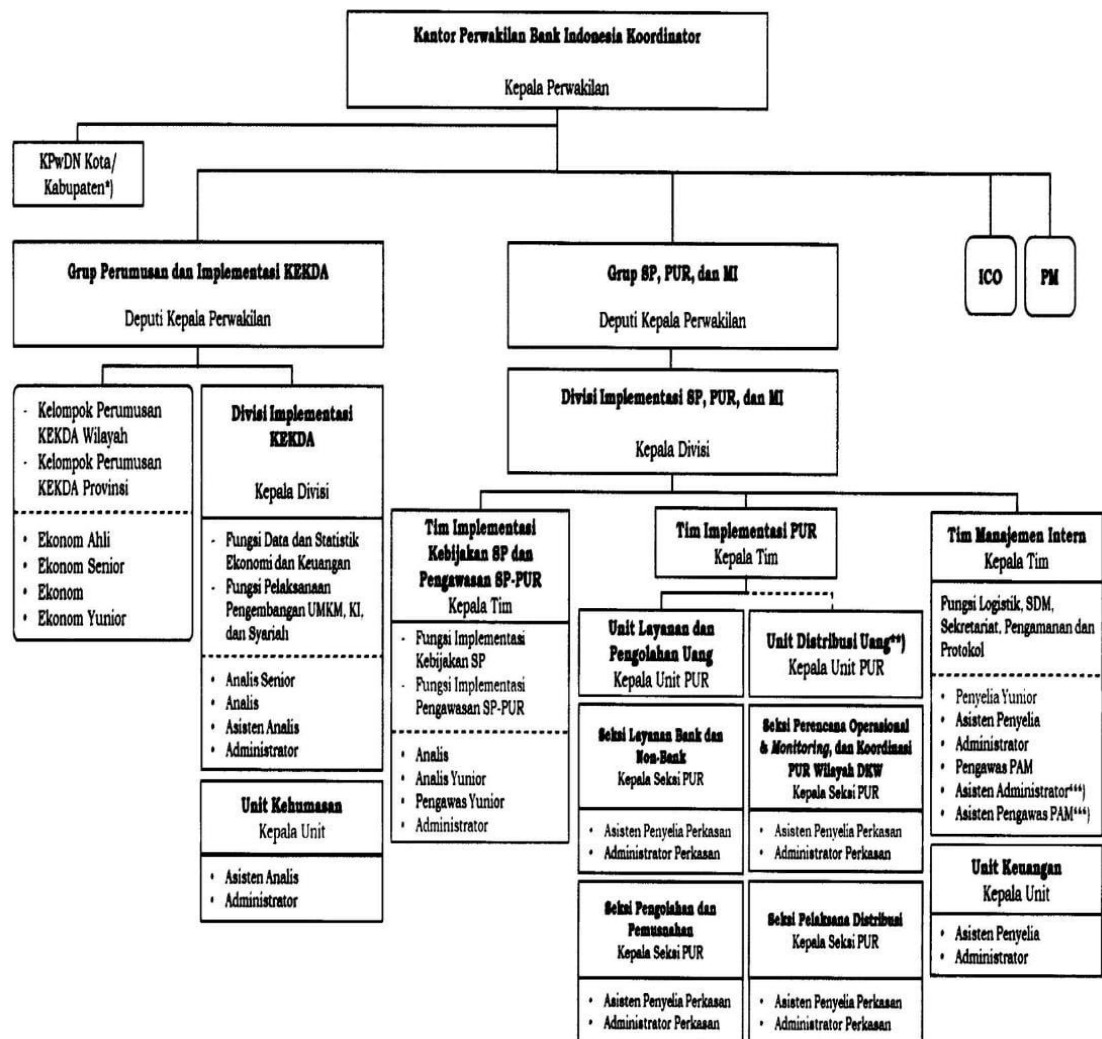 Kantor Perwakilan Bank Indonesia Koordinator
Kepala Perwakilan
KPwDN Kota/
Kabupaten*)
Grup Perumusan dan Implementasi KEKDA
Deputi Kepala Perwakilan
Grup SP, PUR, dan MI
Deputi Kepala Perwakilan
ICO
PM
- Kelompok Perumusan
KEKDA Wilayah
- Kelompok Perumusan
KEKDA Provinsi
• Ekonom Ahli
• Ekonom Senior
• Ekonom
• Ekonom Yunior
Divisi Implementasi
KEKDA
Kepala Divisi
- Fungsi Data dan Statistik
Ekonomi dan Keuangan
- Fungsi Pelaksanaan
Pengembangan UMKM, KI,
dan Syariah
• Analis Senior
• Analis
• Asisten Analis
• Administrator
Unit Kehumasan
Kepala Unit
• Asisten Analis
• Administrator
Divisi Implementasi SP, PUR, dan MI
Kepala Divisi
Tim Implementasi
Kebijakan SP dan
Pengawasan SP-PUR
Kepala Tim
- Fungsi Implementasi
Kebijakan SP
- Fungsi Implementasi
Pengawasan SP-PUR
• Analis
• Analis Yunior
• Pengawas Yunior
• Administrator
Tim Implementasi PUR
Kepala Tim
Unit Layanan dan
Pengolahan Uang
Kepala Unit PUR
Seksi Layanan Bank dan
Non-Bank
Kepala Seksi PUR
• Asisten Penyelia Perkasan
• Administrator Perkasan
Seksi Pengolahan dan
Pemusnahan
Kepala Seksi PUR
• Asisten Penyelia Perkasan
• Administrator Perkasan
Unit Distribusi Uang**)
Kepala Unit PUR
Seksi Perencana Operasional
& Monitoring, dan Koordinasi
PUR Wilayah DKW
Kepala Seksi PUR
• Asisten Penyelia Perkasan
• Administrator Perkasan
Seksi Pelaksana Distribusi
Kepala Seksi PUR
• Asisten Penyelia Perkasan
• Administrator Perkasan
Tim Manajemen Intern
Kepala Tim
Fungsi Logistik, SDM,
Sekretariat, Pengamanan dan
Protokol
• Penyelia Yunior
• Asisten Penyelia
• Administrator
• Pengawas PAM
• Asisten Administrator***)
• Asisten Pengawas PAM***)
Unit Keuangan
Kepala Unit
• Asisten Penyelia
• Administrator